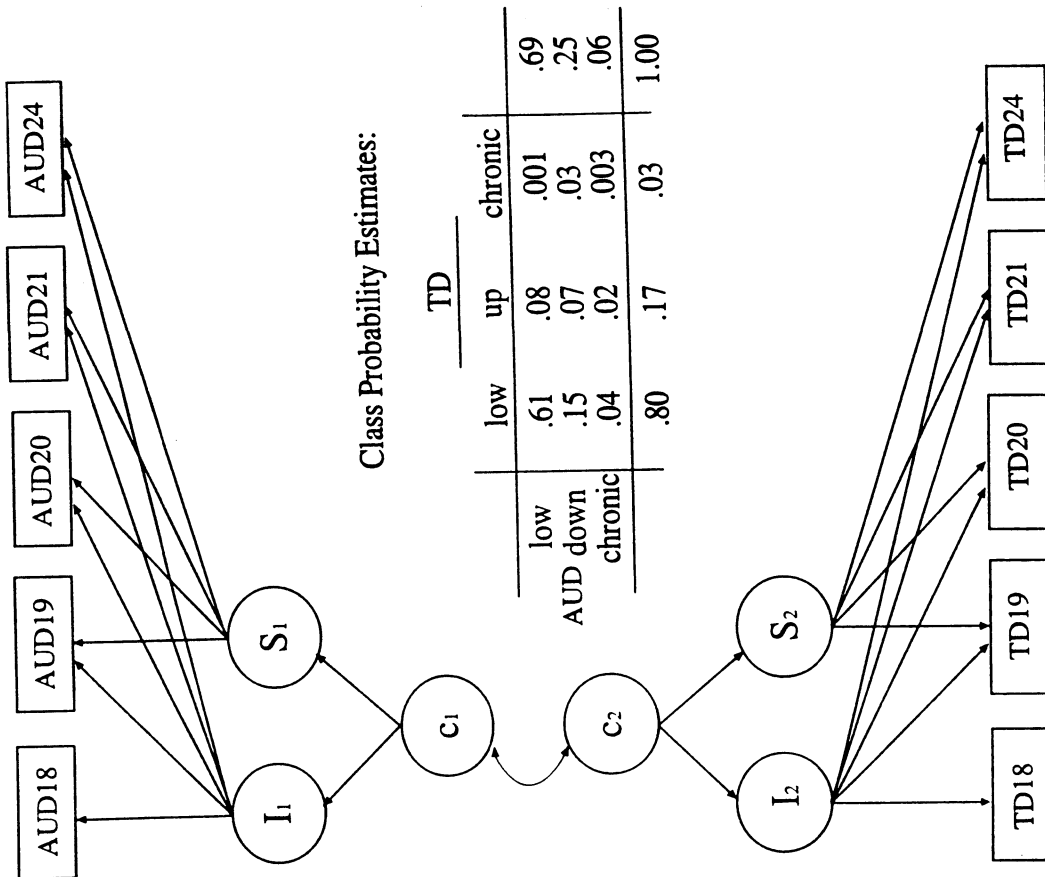 AUD18 AUD19 AUD20 AUD21 AUD24
I1 S1
c1
Class Probability Estimates:
TD
low up chronic
AUD low .61 .08 .001 .69
down .15 .07 .03 .25
chronic .04 .02 .003 .06
.80 .17 .03 1.00
c2
I2 S2
TD18 TD19 TD20 TD21 TD24